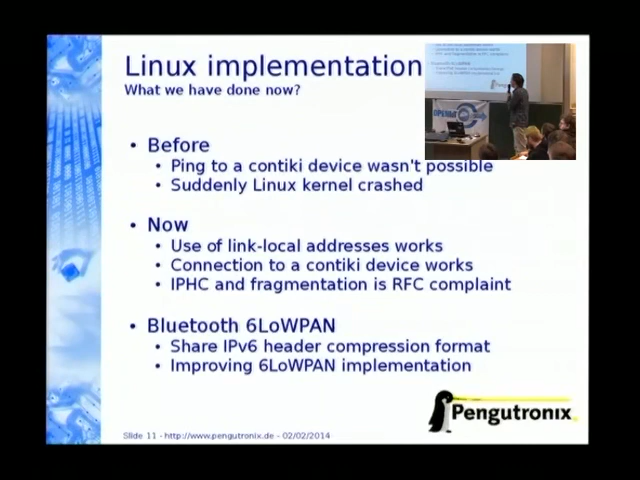 Linux implementation
What we have done now?
• Before
• Ping to a contiki device wasn't possible
• Suddenly Linux kernel crashed
• Now
• Use of link-local addresses works
• Connection to a contiki device works
• IPHC and fragmentation is RFC complaint
• Bluetooth 6LoWPAN
• Share IPv6 header compression format
• Improving 6LoWPAN implementation
Pengutronix
Slide 11 - http://www.pengutronix.de - 02/02/2014